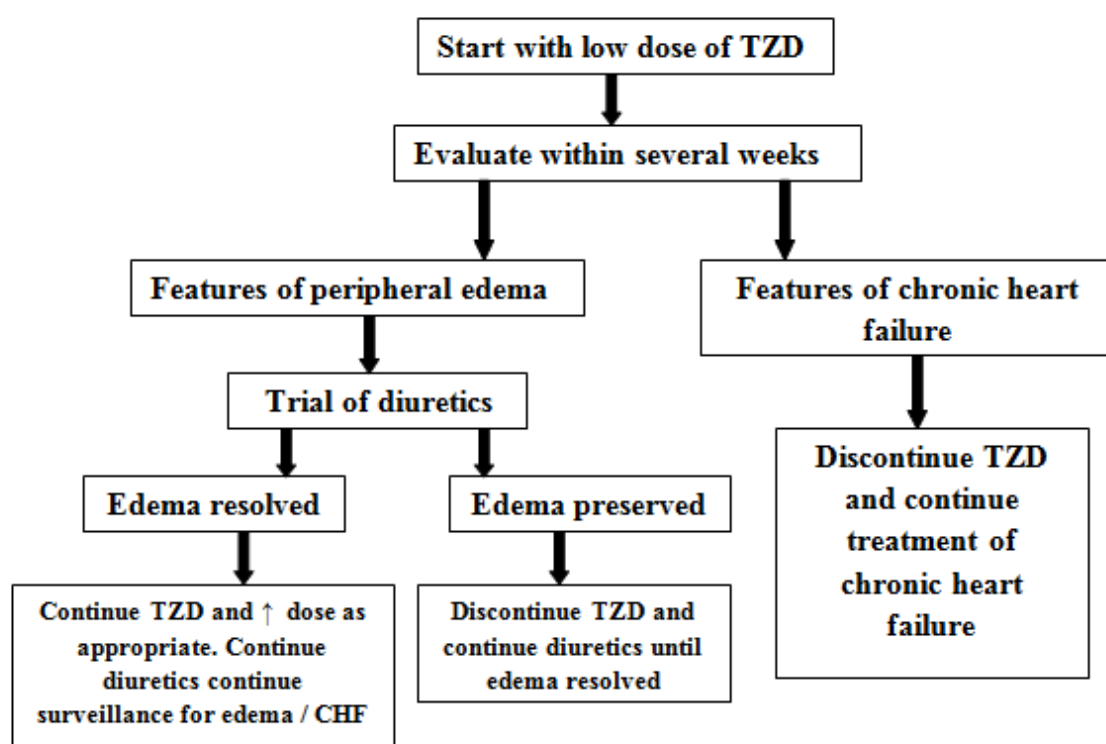 Start with low dose of TZD
Evaluate within several weeks
Features of peripheral edema
Features of chronic heart
failure
Trial of diuretics
Edema resolved
Edema preserved
Discontinue TZD
and continue
treatment of
chronic heart
failure
Continue TZD and ↑ dose as
appropriate. Continue
diuretics continue
surveillance for edema / CHF
Discontinue TZD and
continue diuretics until
edema resolved